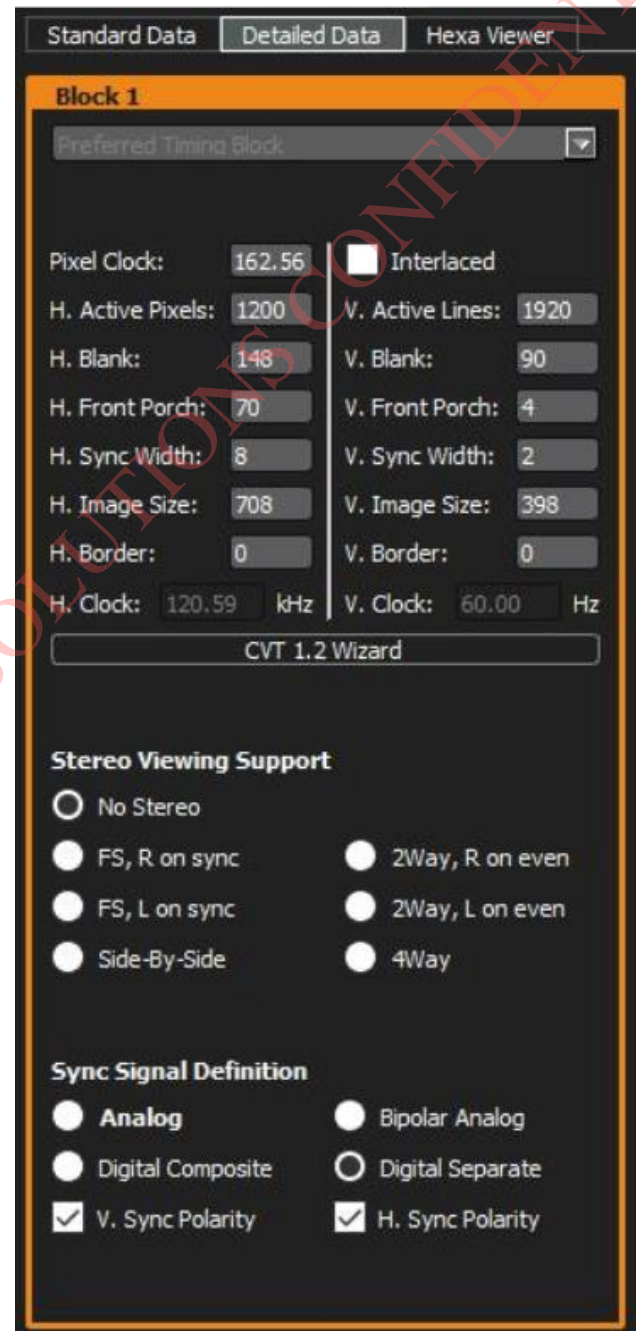 Standard Data Detailed Data Hexa Viewer
Block 1
Preferred Timing Block
Pixel Clock: 162.56 Interlaced
H. Active Pixels: 1200 V. Active Lines: 1920
H. Blank: 148 V. Blank: 90
H. Front Porch: 70 V. Front Porch: 4
H. Sync Width: 8 V. Sync Width: 2
H. Image Size: 708 V. Image Size: 398
H. Border: 0 V. Border: 0
H. Clock: 120.59 kHz V. Clock: 60.00 Hz
CVT 1.2 Wizard
Stereo Viewing Support
No Stereo
FS, R on sync 2Way, R on even
FS, L on sync 2Way, L on even
Side-By-Side 4Way
Sync Signal Definition
Analog Bipolar Analog
Digital Composite Digital Separate
V. Sync Polarity H. Sync Polarity